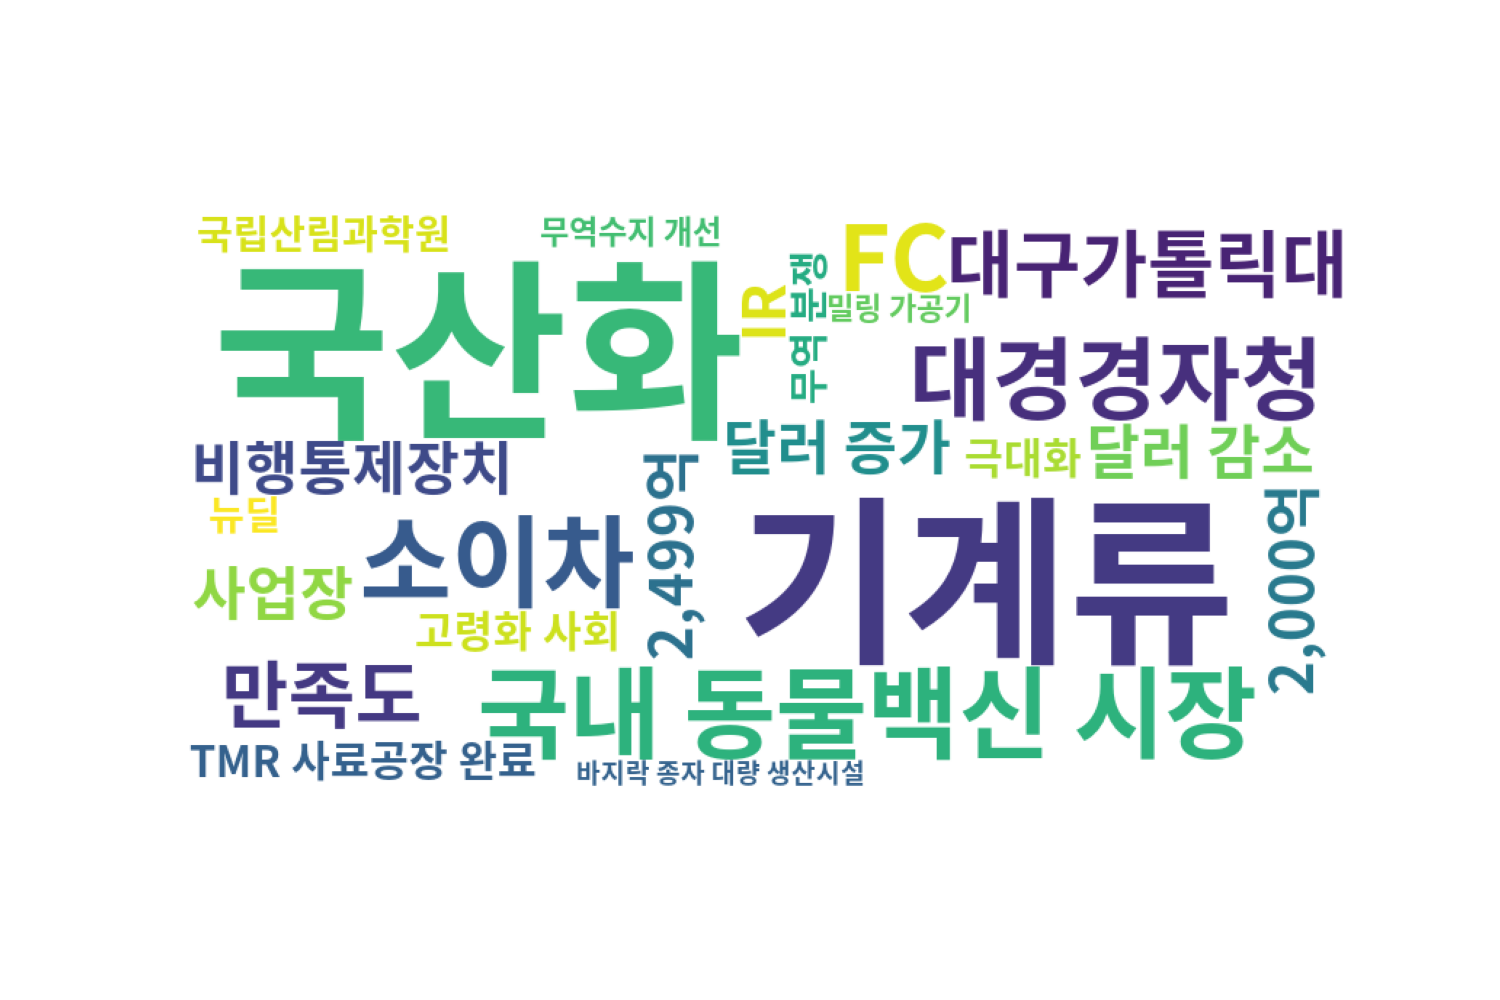 국립산림과학원
무역수지 개선
FC
대구가톨릭대
국산화
IR
무역 분쟁
밀링 가공기
대경경자청
비행통제장치
달러 증가
극대화
달러 감소
뉴딜
소이차
2,499억
기계류
2,000억
사업장
고령화 사회
만족도
국내 동물백신 시장
TMR 사료공장 완료
바지락 종자 대량 생산시설